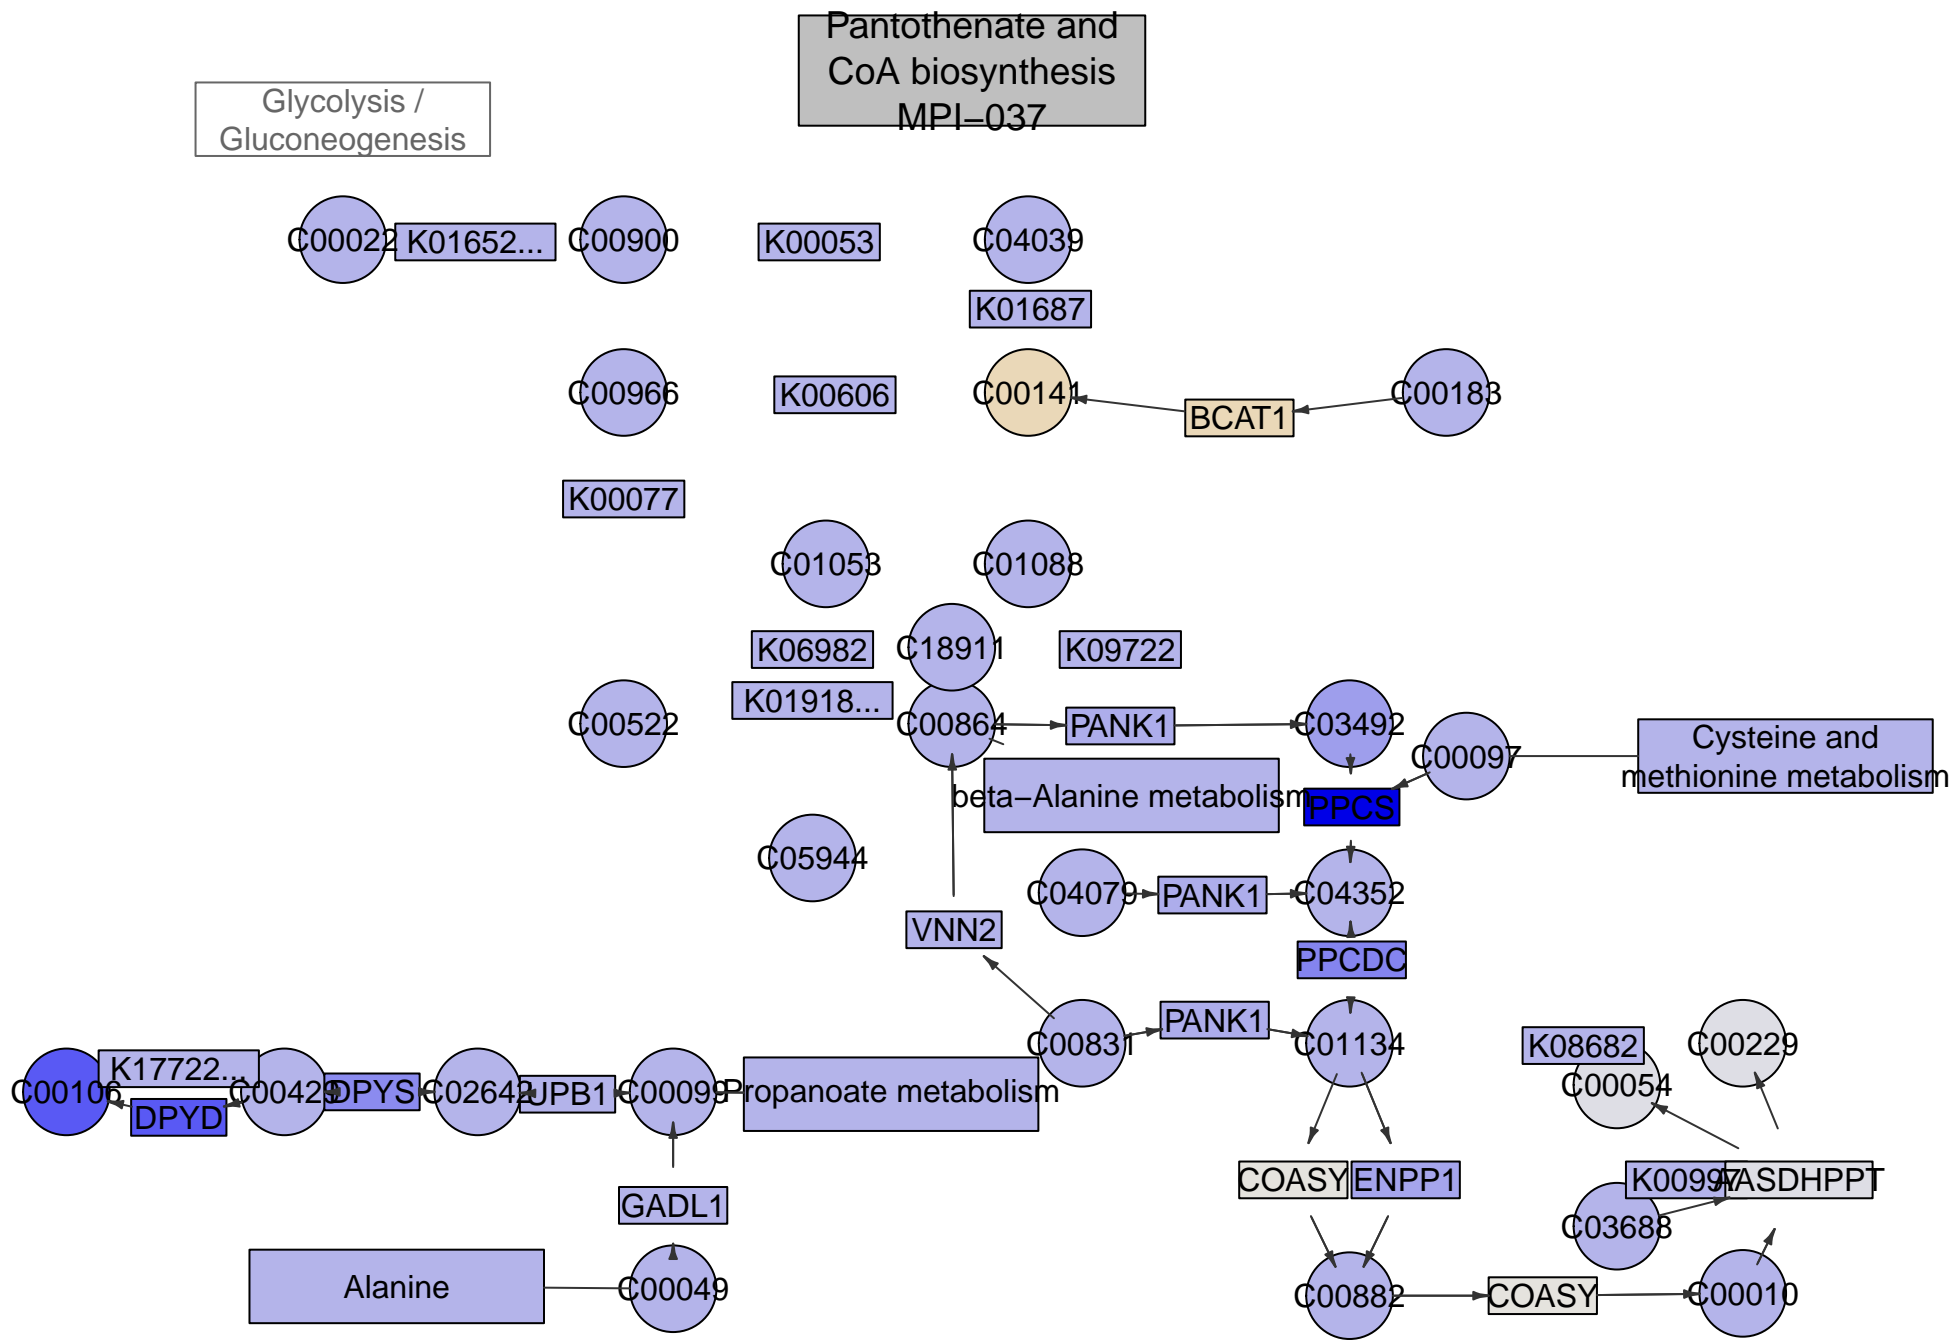 Pantothenate and
CoA biosynthesis
MPI−037
Glycolysis /
Gluconeogenesis
C00022
K01652...
C00900
K00053
C04039
K01687
C00966
K00606
C00141
BCAT1
C00183
K00077
C01053
C01088
K06982
C18911
K09722
K01918...
C00522
C00864
PANK1
C03492
C00097
Cysteine and
methionine metabolism
beta−Alanine metabolism
PPCS
C05944
C04079
PANK1
C04352
VNN2
PPCDC
C00831
PANK1
C01134
K08682
C00229
C00054
K17722...
C00106
DPYD
C00429
DPYS
C02642
UPB1
C00099
Propanoate metabolism
COASY
ENPP1
K00997
AASDHPPT
GADL1
C03688
Alanine
C00049
C00882
COASY
C00010